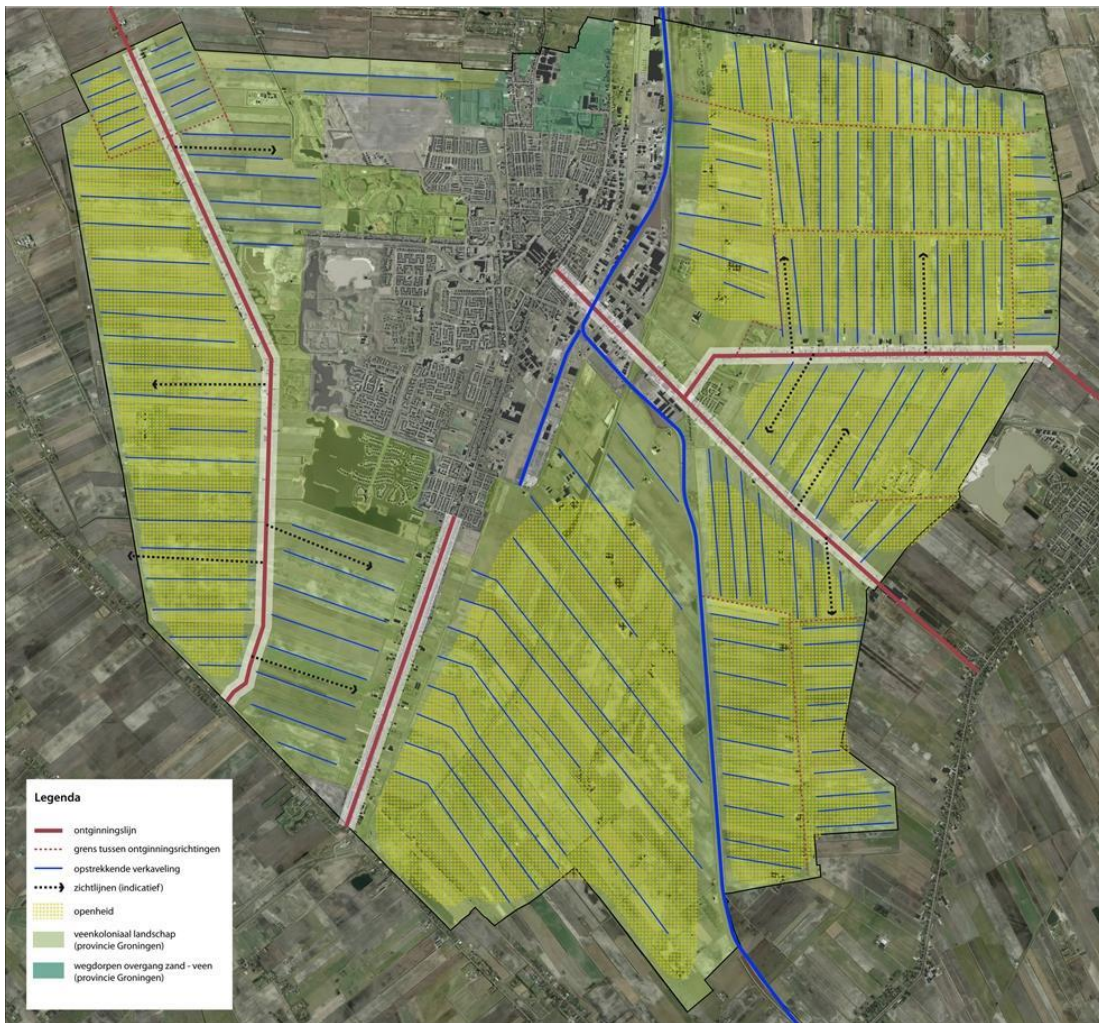 Legenda
ontginningslijn
grens tussen ontginningsrichtingen
opstrekkende verkaveling
zichtlijnen (indicatief)
openheid
veenkoloniaal landschap
(provincie Groningen)
wegdorpen overgang zand - veen
(provincie Groningen)